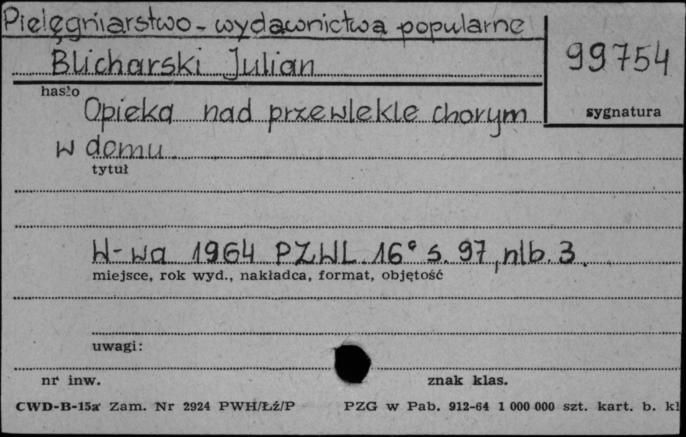 Pielęgniarstwo - wydawnictwa popularne
Blicharski Julian
99754
hasło
sygnatura
Opieka nad przewlekle chorym
w domu.
tytuł
W-wa 1964 PZWL. 16° s. 97, nlb. 3.
miejsce, rok wyd., nakładca, format, objętość
uwagi:
nr inw.
znak klas.
CWD-B-15a Zam. Nr 2924 PWH/Łź/P
PZG w Pab. 912-64 1 000 000 szt. kart. b. kl